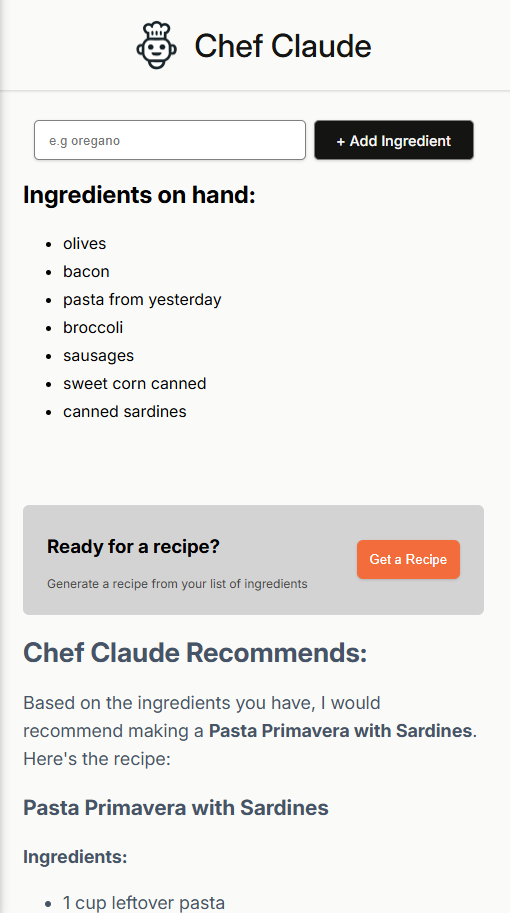 Chef Claude
e.g oregano
+ Add Ingredient
Ingredients on hand:
olives
bacon
pasta from yesterday
broccoli
sausages
sweet corn canned
canned sardines
Ready for a recipe?
Generate a recipe from your list of ingredients
Get a Recipe
Chef Claude Recommends:
Based on the ingredients you have, I would
recommend making a Pasta Primavera with Sardines.
Here's the recipe:
Pasta Primavera with Sardines
Ingredients:
1 cup leftover pasta